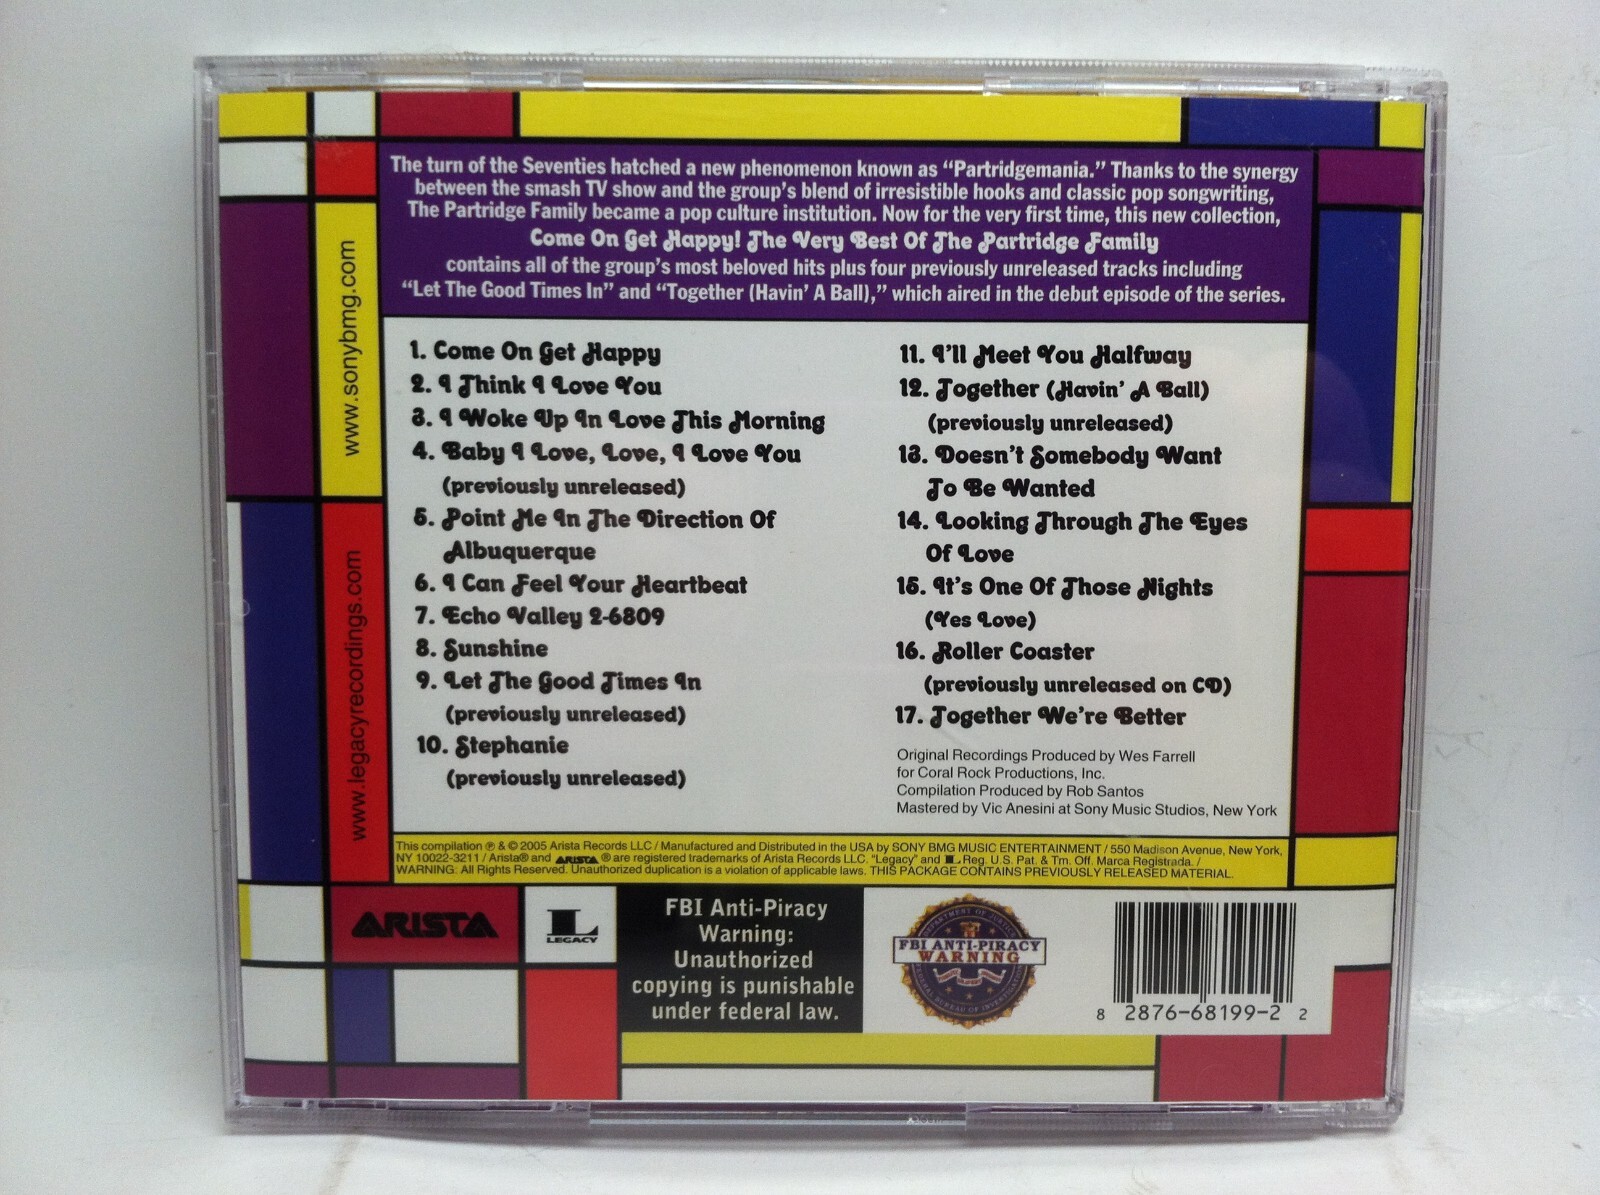 The turn of the Seventies hatched a new phenomenon known as “Partridgemania.” Thanks to the synergy
between the smash TV show and the group’s blend of irresistible hooks and classic pop songwriting,
The Partridge Family became a pop culture institution. Now for the very first time, this new collection,
Come On Get Happy! The Very Best Of The Partridge Family
contains all of the group’s most beloved hits plus four previously unreleased tracks including
“Let The Good Times In” and “Together (Havin’ A Ball),” which aired in the debut episode of the series.
www.sonybmg.com
www.legacyrecordings.com
1. Come On Get Happy
2. I Think I Love You
3. I Woke Up In Love This Morning
4. Baby I Love, Love, I Love You
(previously unreleased)
5. Point Me In The Direction Of
Albuquerque
6. I Can Feel Your Heartbeat
7. Echo Valley 2-6809
8. Sunshine
9. Let The Good Times In
(previously unreleased)
10. Stephanie
(previously unreleased)
11. I’ll Meet You Halfway
12. Together (Havin’ A Ball)
(previously unreleased)
13. Doesn’t Somebody Want
To Be Wanted
14. Looking Through The Eyes
Of Love
15. It’s One Of Those Nights
(Yes Love)
16. Roller Coaster
(previously unreleased on CD)
17. Together We’re Better
Original Recordings Produced by Wes Farrell
for Coral Rock Productions, Inc.
Compilation Produced by Rob Santos
Mastered by Vic Anesini at Sony Music Studios, New York
This compilation ℗ & © 2005 Arista Records LLC / Manufactured and Distributed in the USA by SONY BMG MUSIC ENTERTAINMENT / 550 Madison Avenue, New York,
NY 10022-3211 / Arista® and ARISTA ® are registered trademarks of Arista Records LLC. "Legacy" and L Reg. U.S. Pat. & Tm. Off. Marca Registrada. /
WARNING: All Rights Reserved. Unauthorized duplication is a violation of applicable laws. THIS PACKAGE CONTAINS PREVIOUSLY RELEASED MATERIAL.
ARISTA
L
LEGACY
FBI Anti-Piracy
Warning:
Unauthorized
copying is punishable
under federal law.
DEPARTMENT OF JUSTICE
FBI ANTI-PIRACY
WARNING
FEDERAL BUREAU OF INVESTIGATION
8 2876-68199-2 2